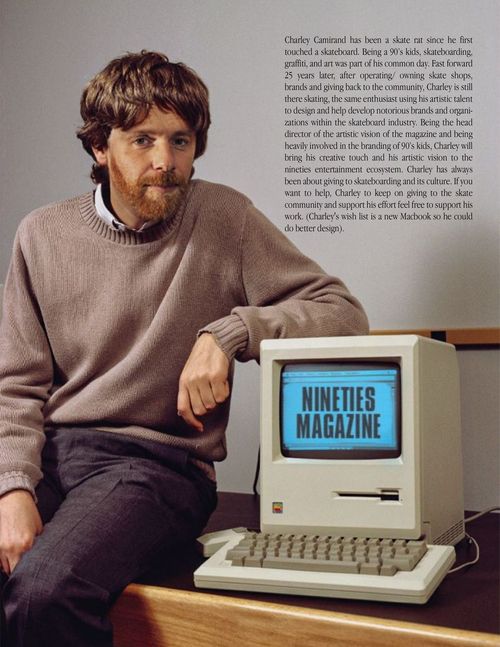 Charley Camirand has been a skate rat since he first
touched a skateboard. Being a 90's kids, skateboarding,
graffiti, and art was part of his common day. Fast forward
25 years later, after operating/ owning skate shops,
brands and giving back to the community, Charley is still
there skating, the same enthusiast using his artistic talent
to design and help develop notorious brands and organi-
zations within the skateboard industry. Being the head
director of the artistic vision of the magazine and being
heavily involved in the branding of 90's kids, Charley will
bring his creative touch and his artistic vision to the
nineties entertainment ecosystem. Charley has always
been about giving to skateboarding and its culture. If you
want to help, Charley to keep on giving to the skate
community and support his effort feel free to support his
work. (Charley's wish list is a new Macbook so he could
do better design).
NINETIES
MAGAZINE